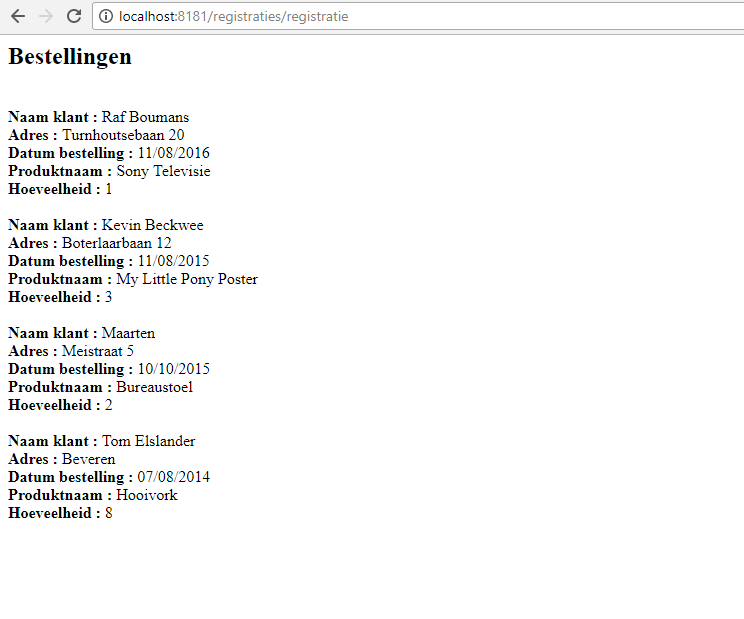 localhost:8181/registraties/registratie
Bestellingen
Naam klant : Raf Boumans
Adres : Turnhoutsebaan 20
Datum bestelling : 11/08/2016
Produktnaam : Sony Televisie
Hoeveelheid : 1
Naam klant : Kevin Beckwee
Adres : Boterlaarbaan 12
Datum bestelling : 11/08/2015
Produktnaam : My Little Pony Poster
Hoeveelheid : 3
Naam klant : Maarten
Adres : Meistraat 5
Datum bestelling : 10/10/2015
Produktnaam : Bureaustoel
Hoeveelheid : 2
Naam klant : Tom Elslander
Adres : Beveren
Datum bestelling : 07/08/2014
Produktnaam : Hooivork
Hoeveelheid : 8